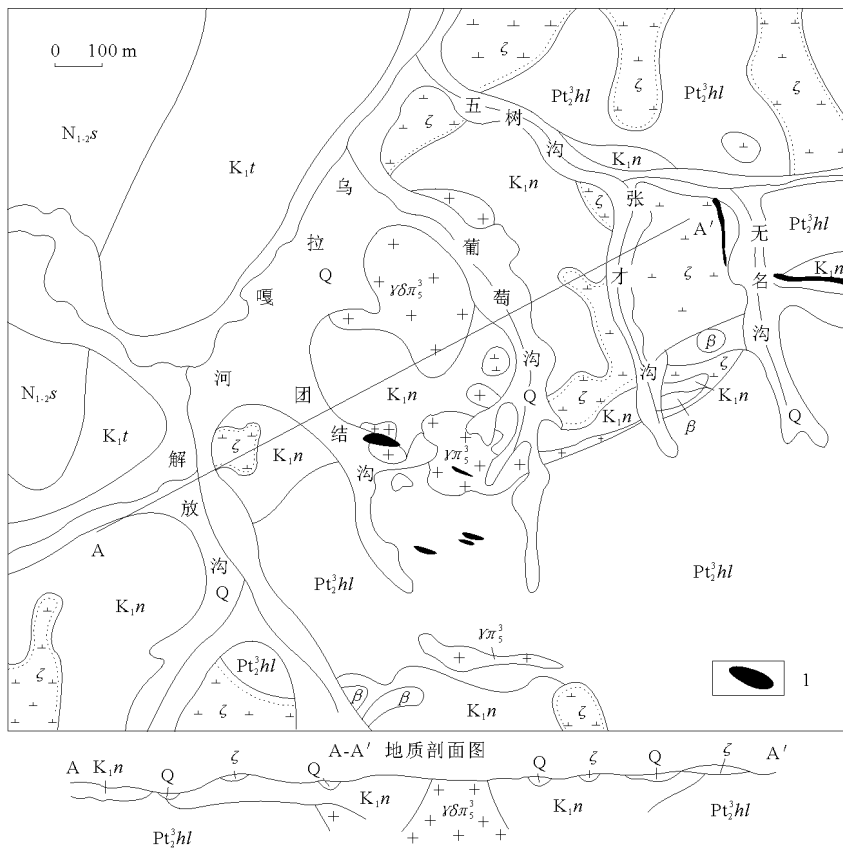 0 100 m
ζ
ζ
ζ
N₁₋₂s
K₁t
ζ
五树沟
Pt₂³hl
Pt₂³hl
K₁n
K₁n
ζ
张才沟
A′
无名沟
Pt₂³hl
K₁n
乌拉嘎河
Q
葡萄沟
γδπ₅³
ζ
β
ζ
K₁n
β
N₁₋₂s
K₁t
团结沟
K₁n
Q
K₁n
Q
ζ
K₁n
γπ₅³
解放沟
A
Q
K₁n
Pt₂³hl
Pt₂³hl
ζ
Pt₂³hl
ζ
γπ₅³
β
β
K₁n
ζ
1
A-A′ 地质剖面图
A K₁n Q ζ Q Q ζ Q ζ A′
K₁n γδπ₅³ K₁n
Pt₂³hl Pt₂³hl